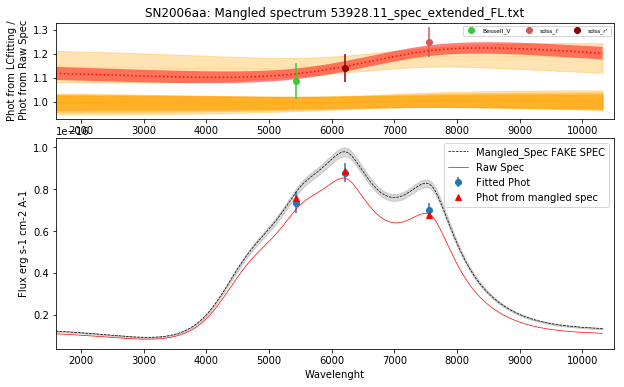 SN2006aa: Mangled spectrum 53928.11_spec_extended_FL.txt
Phot from LCfitting /
Phot from Raw Spec
1.3
1.2
1.1
1.0
Bessell_V
sdss_i'
sdss_r'
2000 3000 4000 5000 6000 7000 8000 9000 10000
1e−16
Flux erg s-1 cm-2 A-1
1.0
0.8
0.6
0.4
0.2
Mangled_Spec FAKE SPEC
Raw Spec
Fitted Phot
Phot from mangled spec
2000 3000 4000 5000 6000 7000 8000 9000 10000
Wavelenght